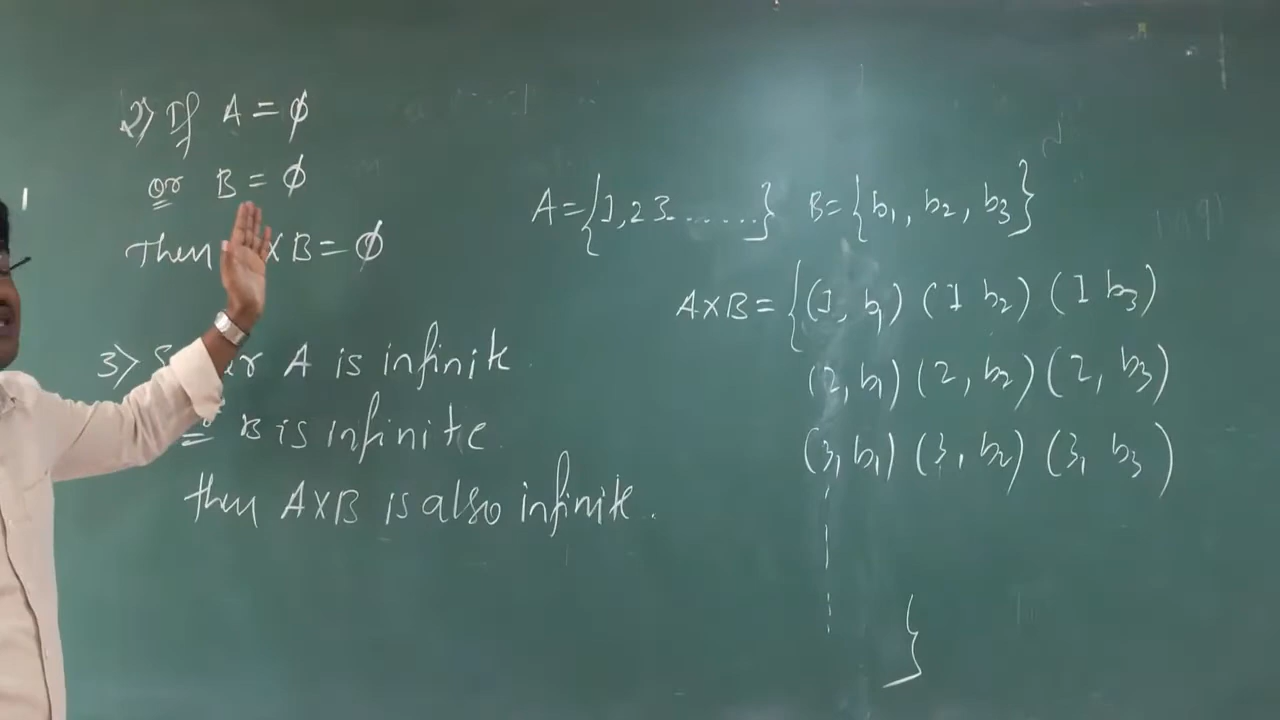 2) If A = ϕ
or B = ϕ
Then XB = ϕ
3) A is infinite
B is infinite
then AXB is also infinite.
A={1,2 3.......} B={b₁, b₂, b₃}
AXB={(1, b₁) (1 b₂) (1 b₃)
(2, b₁) (2, b₂) (2, b₃)
(3, b₁) (3, b₂) (3, b₃)
}